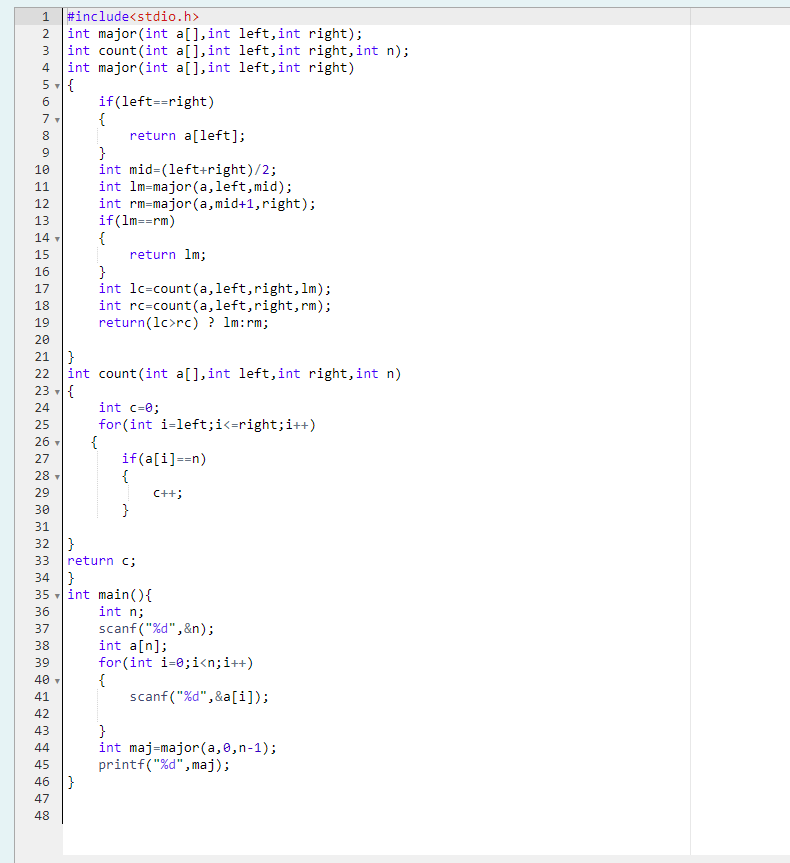 1 #include<stdio.h>
2 int major(int a[],int left,int right);
3 int count(int a[],int left,int right,int n);
4 int major(int a[],int left,int right)
5 {
6     if(left==right)
7     {
8         return a[left];
9     }
10     int mid=(left+right)/2;
11     int lm=major(a,left,mid);
12     int rm=major(a,mid+1,right);
13     if(lm==rm)
14     {
15         return lm;
16     }
17     int lc=count(a,left,right,lm);
18     int rc=count(a,left,right,rm);
19     return(lc>rc) ? lm:rm;
20
21 }
22 int count(int a[],int left,int right,int n)
23 {
24     int c=0;
25     for(int i=left;i<=right;i++)
26    {
27        if(a[i]==n)
28        {
29            c++;
30        }
31
32 }
33 return c;
34 }
35 int main(){
36     int n;
37     scanf("%d",&n);
38     int a[n];
39     for(int i=0;i<n;i++)
40     {
41         scanf("%d",&a[i]);
42
43     }
44     int maj=major(a,0,n-1);
45     printf("%d",maj);
46 }
47
48